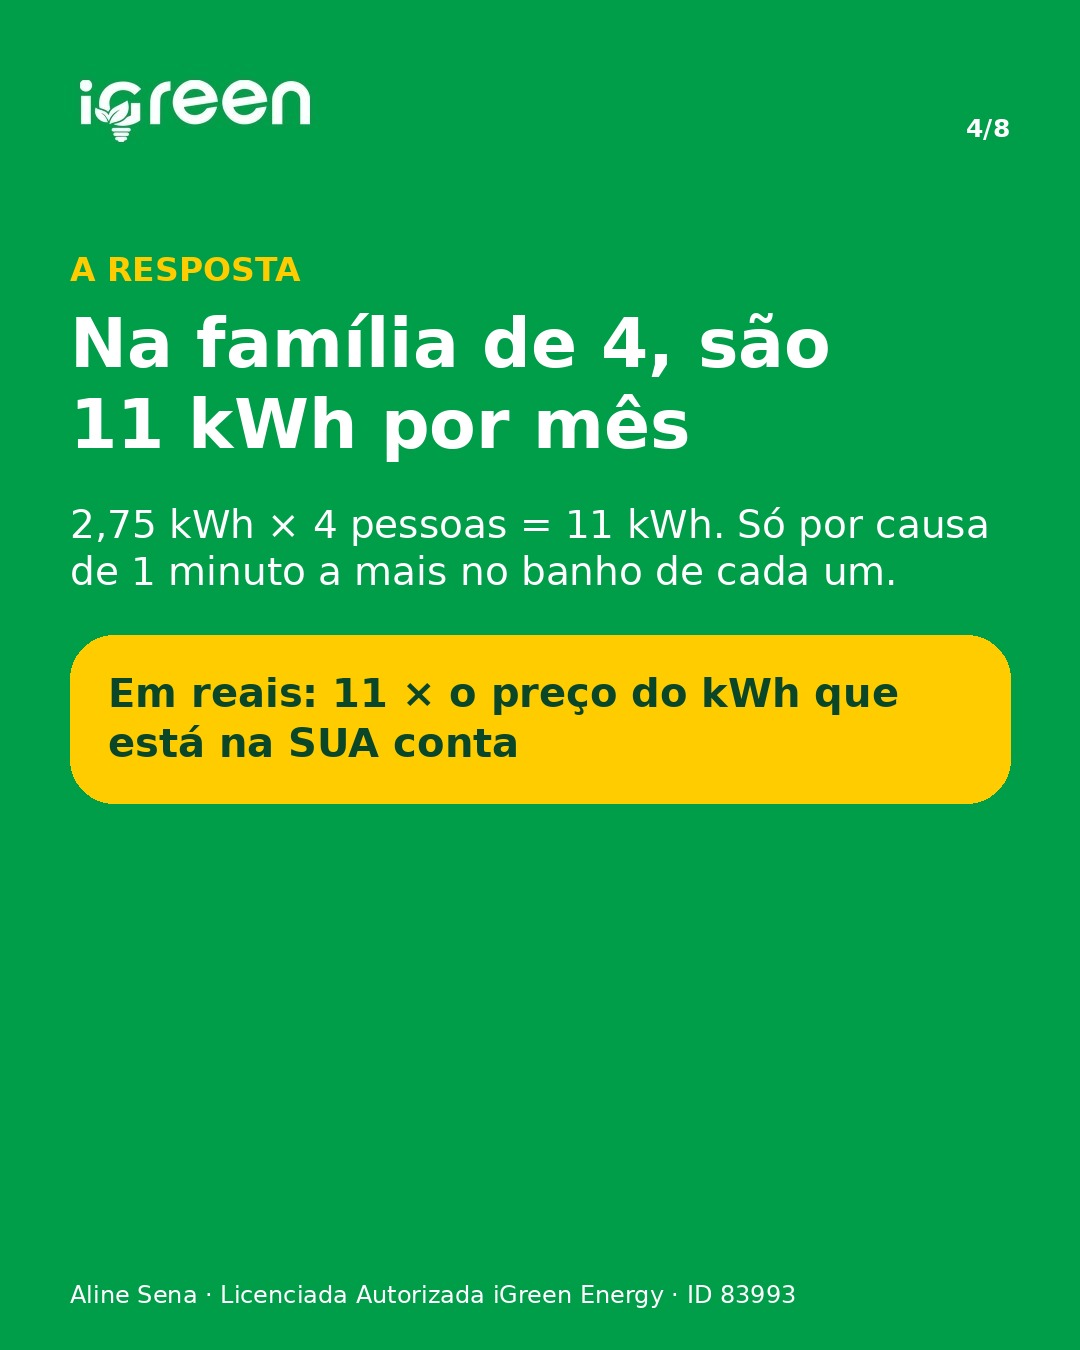 iGreen
4/8
A RESPOSTA
Na família de 4, são
11 kWh por mês
2,75 kWh × 4 pessoas = 11 kWh. Só por causa
de 1 minuto a mais no banho de cada um.
Em reais: 11 × o preço do kWh que
está na SUA conta
Aline Sena · Licenciada Autorizada iGreen Energy · ID 83993